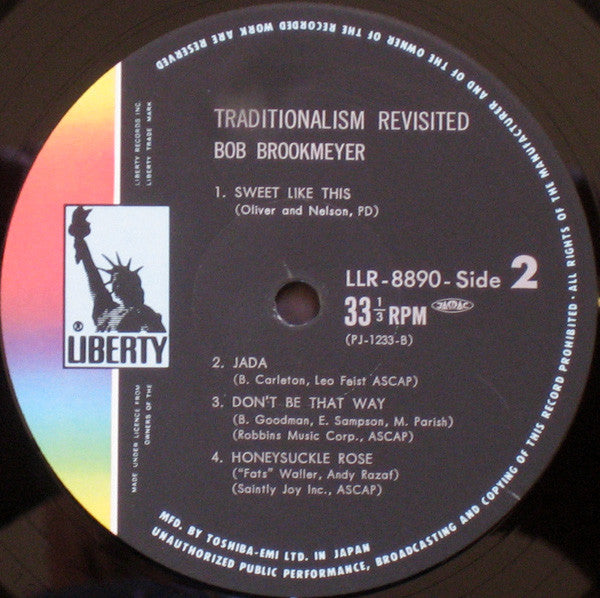 TRADITIONALISM REVISITED
BOB BROOKMEYER
1. SWEET LIKE THIS
(Oliver and Nelson, PD)
LLR-8890-Side 2
33 1/3 RPM
JASRAC
(PJ-1233-B)
2. JADA
(B. Carleton, Leo Feist ASCAP)
3. DON'T BE THAT WAY
(B. Goodman, E. Sampson, M. Parish)
(Robbins Music Corp., ASCAP)
4. HONEYSUCKLE ROSE
("Fats" Waller, Andy Razaf)
(Saintly Joy Inc., ASCAP)
LIBERTY RECORDS INC.
LIBERTY TRADE MARK
® LIBERTY
MADE UNDER LICENCE FROM
OWNERS OF THE
MFD. BY TOSHIBA-EMI LTD. IN JAPAN
ALL RIGHTS OF THE MANUFACTURER AND OF THE OWNER OF THE RECORDED WORK ARE RESERVED
UNAUTHORIZED PUBLIC PERFORMANCE, BROADCASTING AND COPYING OF THIS RECORD PROHIBITED •